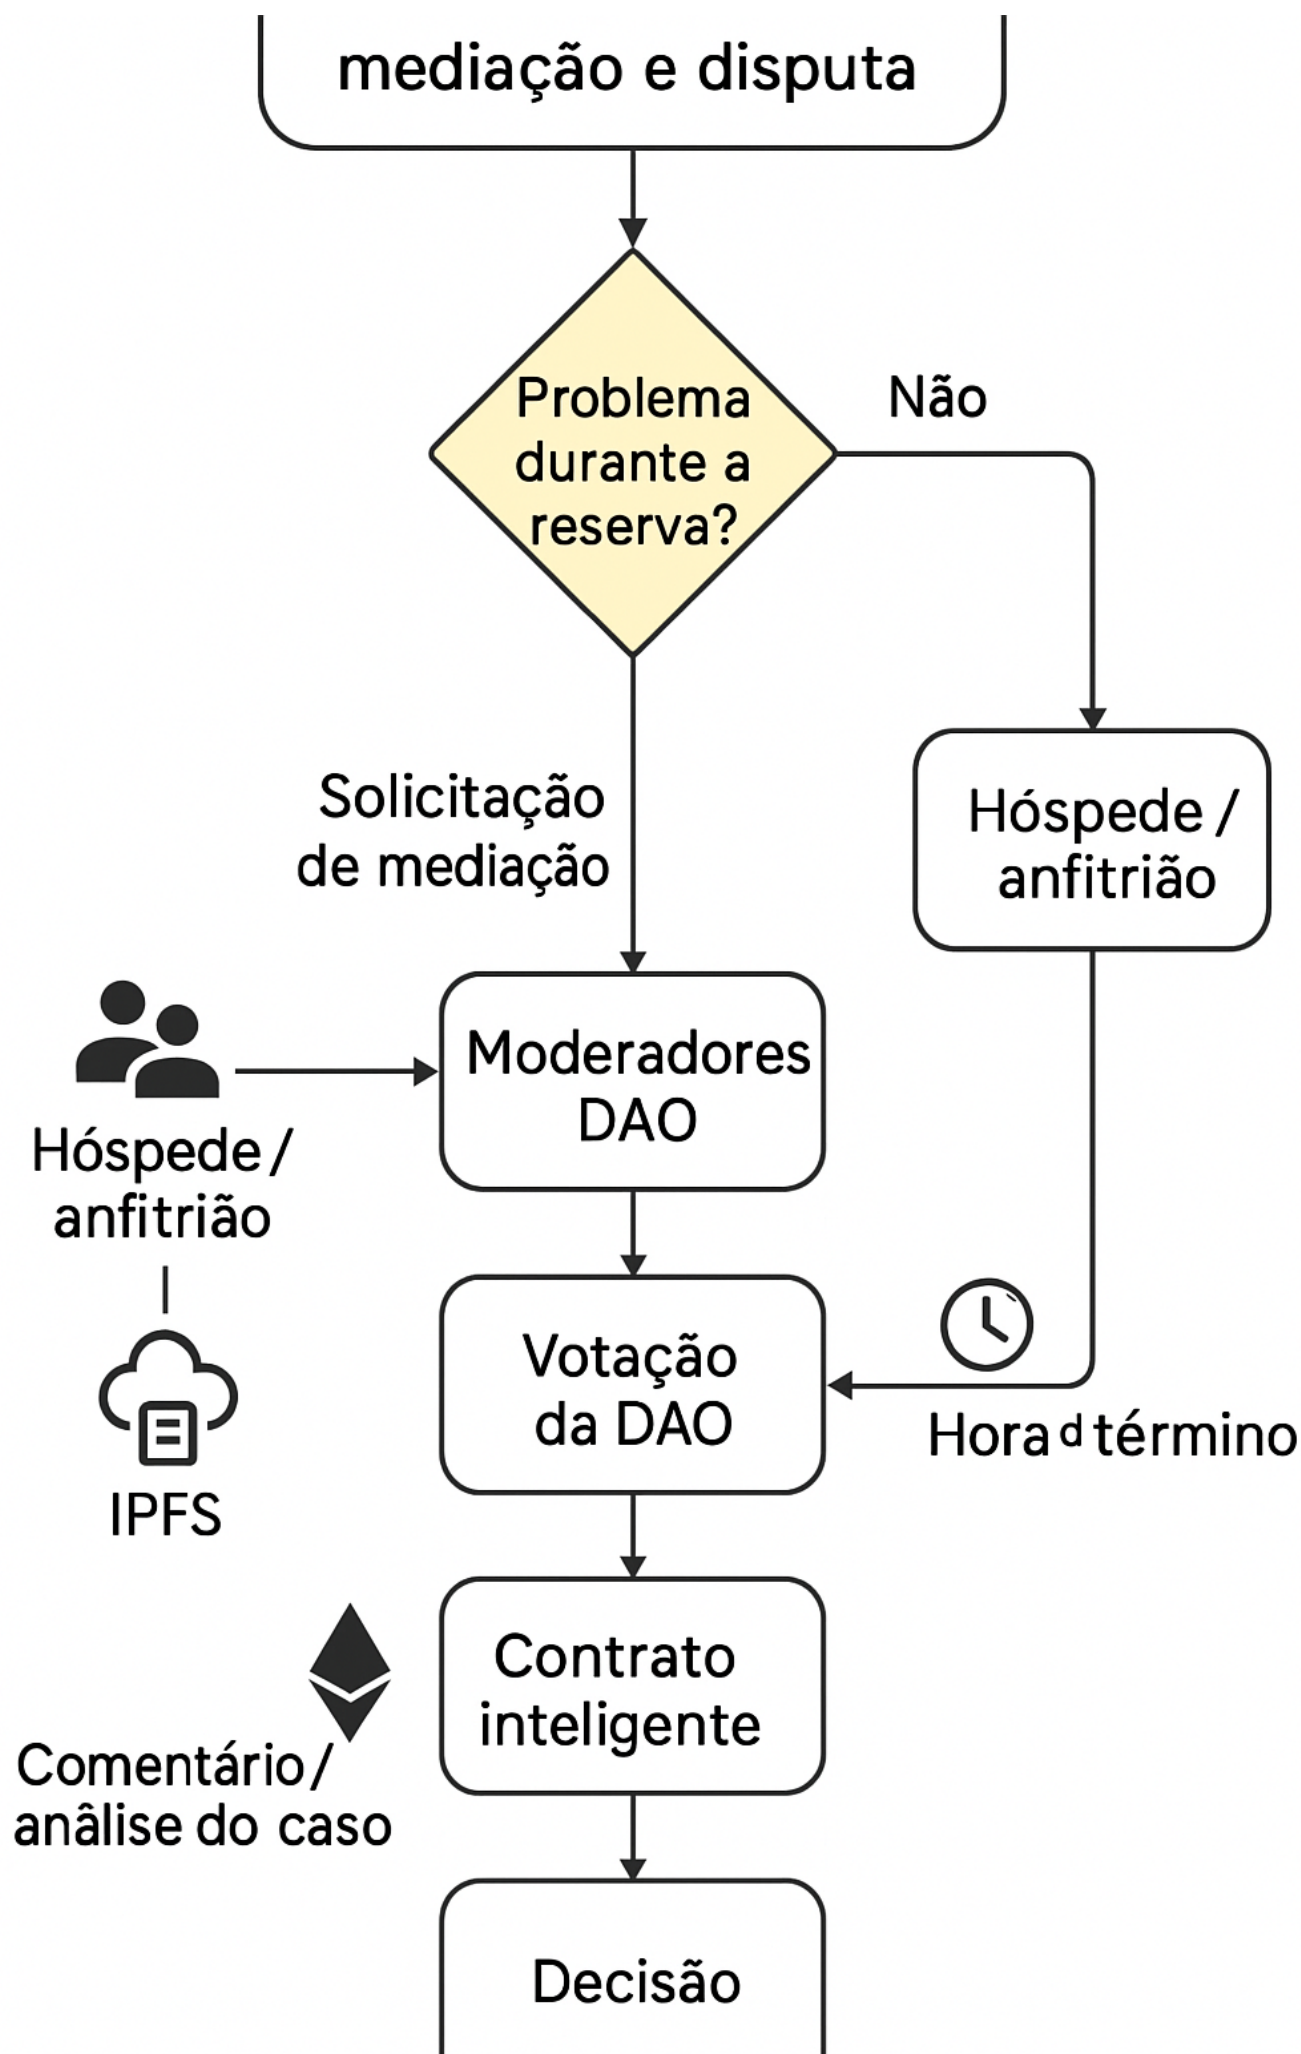 mediação e disputa
Problema
durante a
reserva?
Não
Solicitação
de mediação
Hóspede /
anfitrião
Moderadores
DAO
Hóspede /
anfitrião
IPFS
Votação
da DAO
Hora d término
Contrato
inteligente
Comentário /
anâlise do caso
Decisão